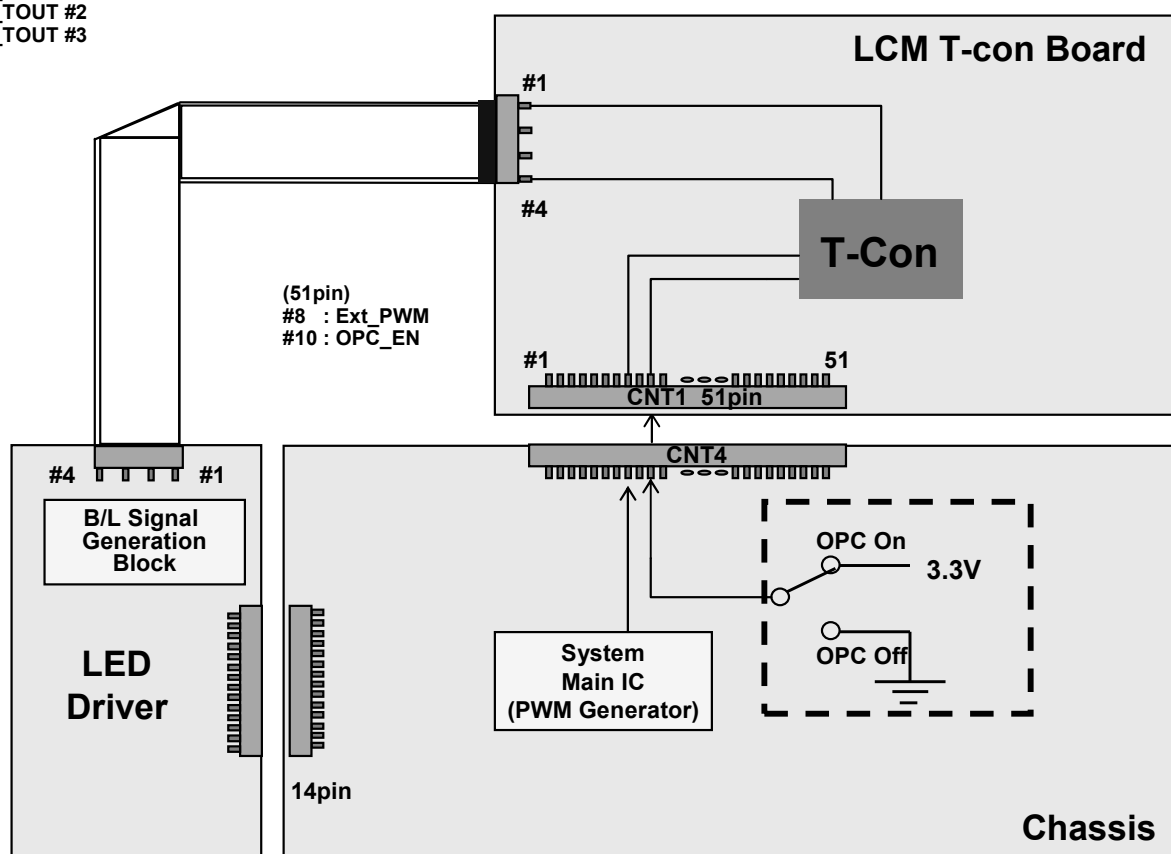 _TOUT #2
_TOUT #3
LCM T-con Board
#1
#4
T-Con
(51pin)
#8 : Ext_PWM
#10 : OPC_EN
#1
51
CNT1 51pin
CNT4
#4
#1
B/L Signal
Generation
Block
OPC On
3.3V
OPC Off
System
Main IC
(PWM Generator)
LED
Driver
14pin
Chassis